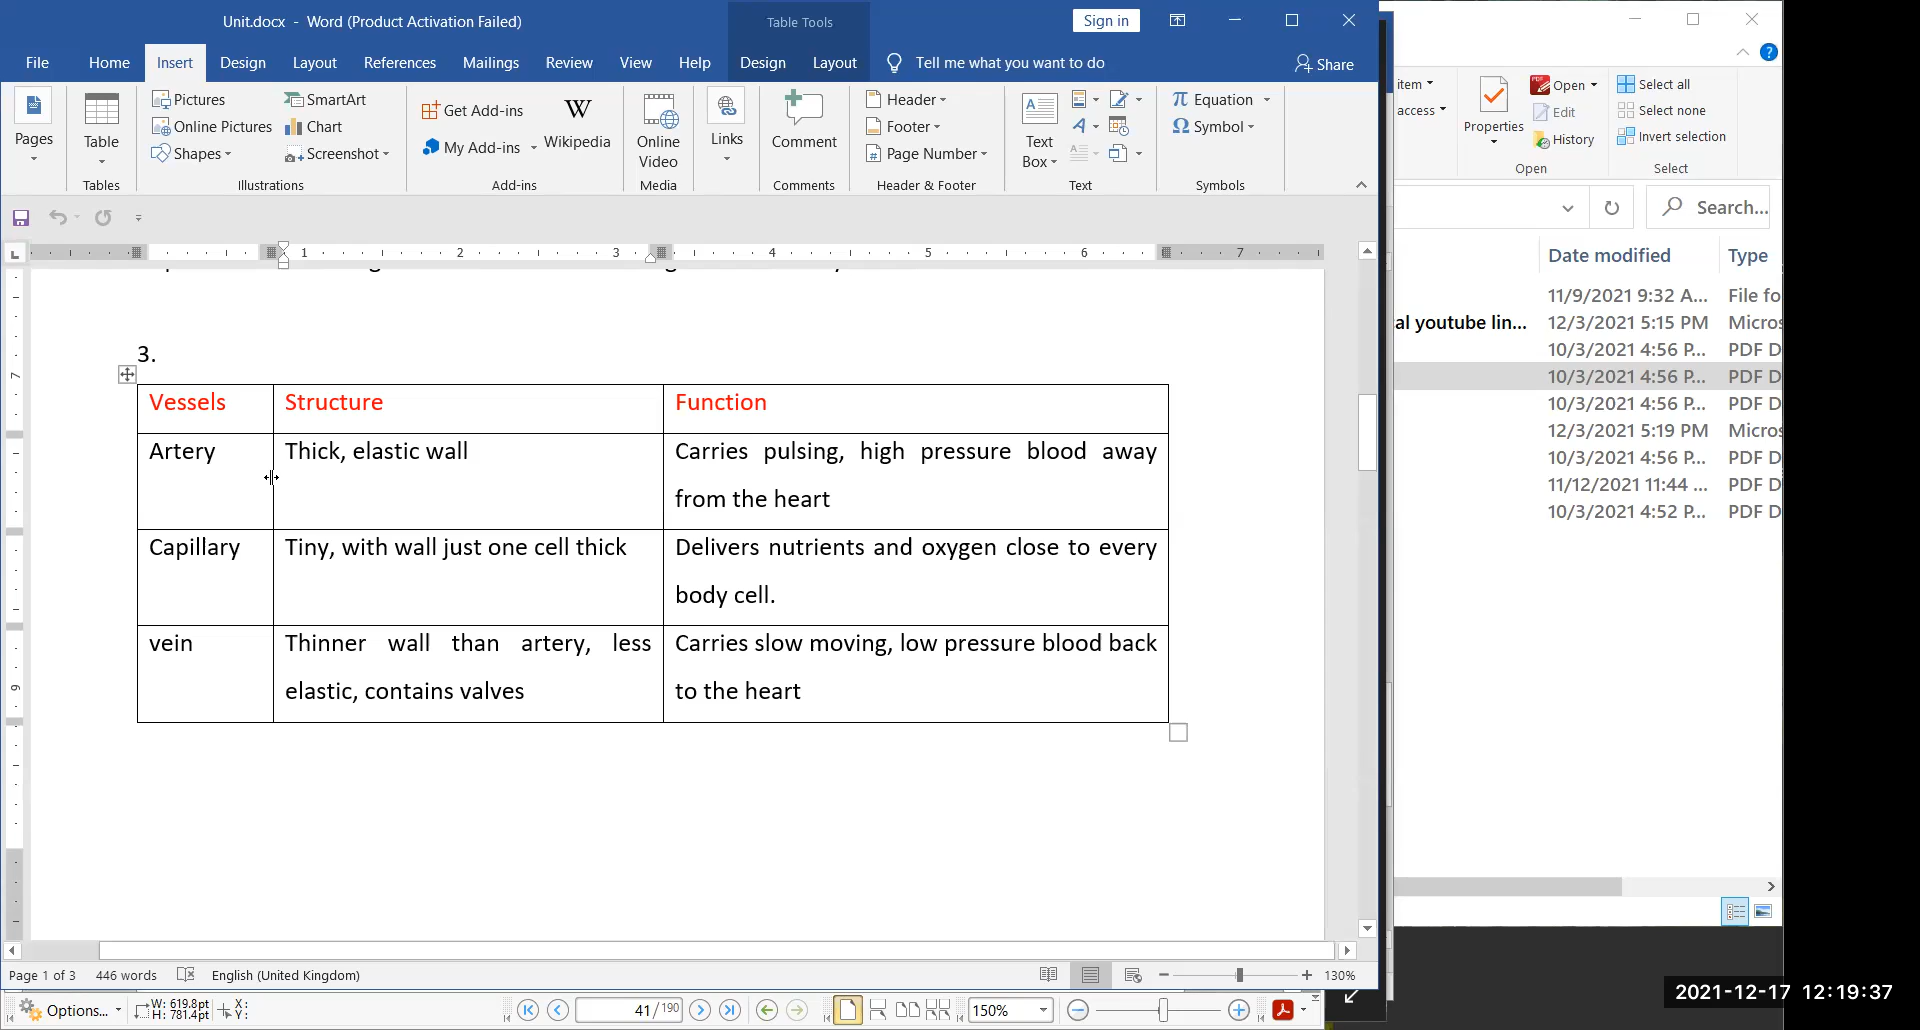 Unit.docx - Word (Product Activation Failed)
Table Tools
Sign in
File Home Insert Design Layout References Mailings Review View Help Design Layout Tell me what you want to do Share
Pages
Table
Tables
Pictures
Online Pictures
Shapes
SmartArt
Chart
Screenshot
Illustrations
Get Add-ins
My Add-ins
W
Wikipedia
Add-ins
Online
Video
Media
Links
Comment
Comments
Header
Footer
Page Number
Header & Footer
Text
Box
Text
Equation
Symbol
Symbols
item
access
Properties
Open
Edit
History
Open
Select all
Select none
Invert selection
Select
Search...
1 2 3 4 5 6 7
3.
Vessels Structure Function
Artery Thick, elastic wall Carries pulsing, high pressure blood away
from the heart
Capillary Tiny, with wall just one cell thick Delivers nutrients and oxygen close to every
body cell.
vein Thinner wall than artery, less Carries slow moving, low pressure blood back
elastic, contains valves to the heart
Date modified Type
11/9/2021 9:32 A... File fo
al youtube lin... 12/3/2021 5:15 PM Micros
10/3/2021 4:56 P... PDF D
10/3/2021 4:56 P... PDF D
10/3/2021 4:56 P... PDF D
12/3/2021 5:19 PM Micros
10/3/2021 4:56 P... PDF D
11/12/2021 11:44 ... PDF D
10/3/2021 4:52 P... PDF D
Page 1 of 3 446 words English (United Kingdom) 130%
Options... W: 619.8pt X:
H: 781.4pt Y:
41 / 190 150%
2021-12-17 12:19:37